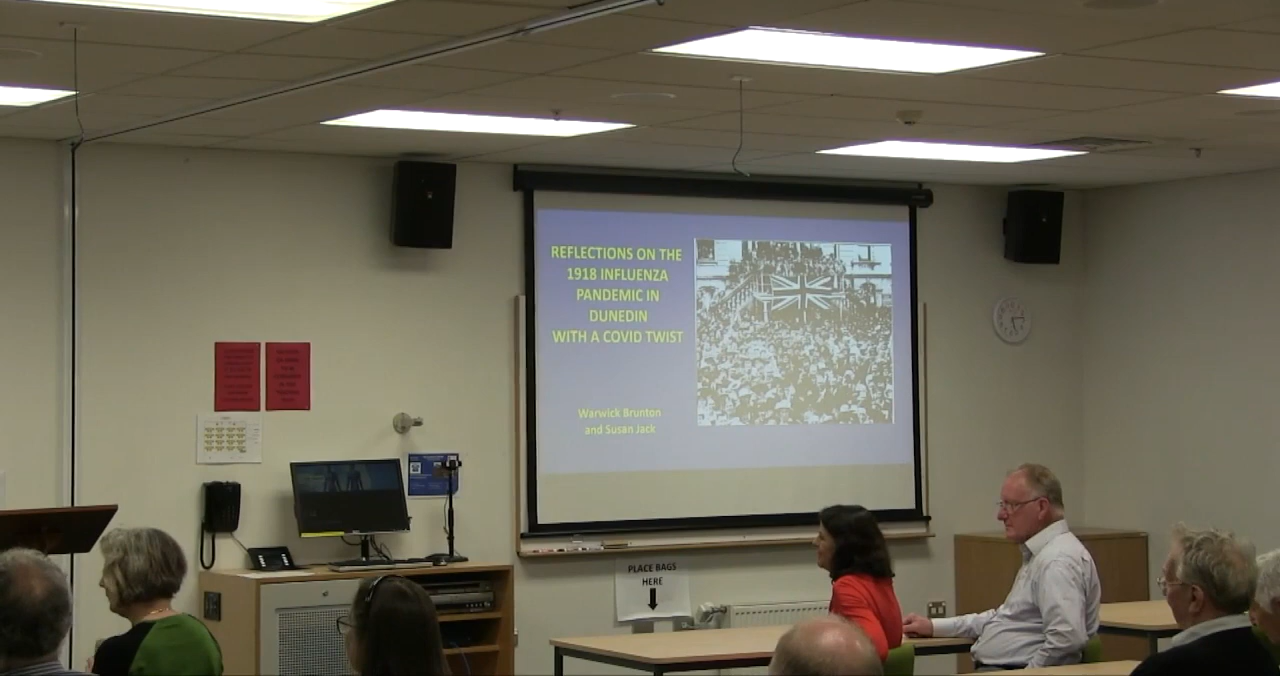 REFLECTIONS ON THE
1918 INFLUENZA
PANDEMIC IN
DUNEDIN
WITH A COVID TWIST
Warwick Brunton
and Susan Jack
PLACE BAGS
HERE